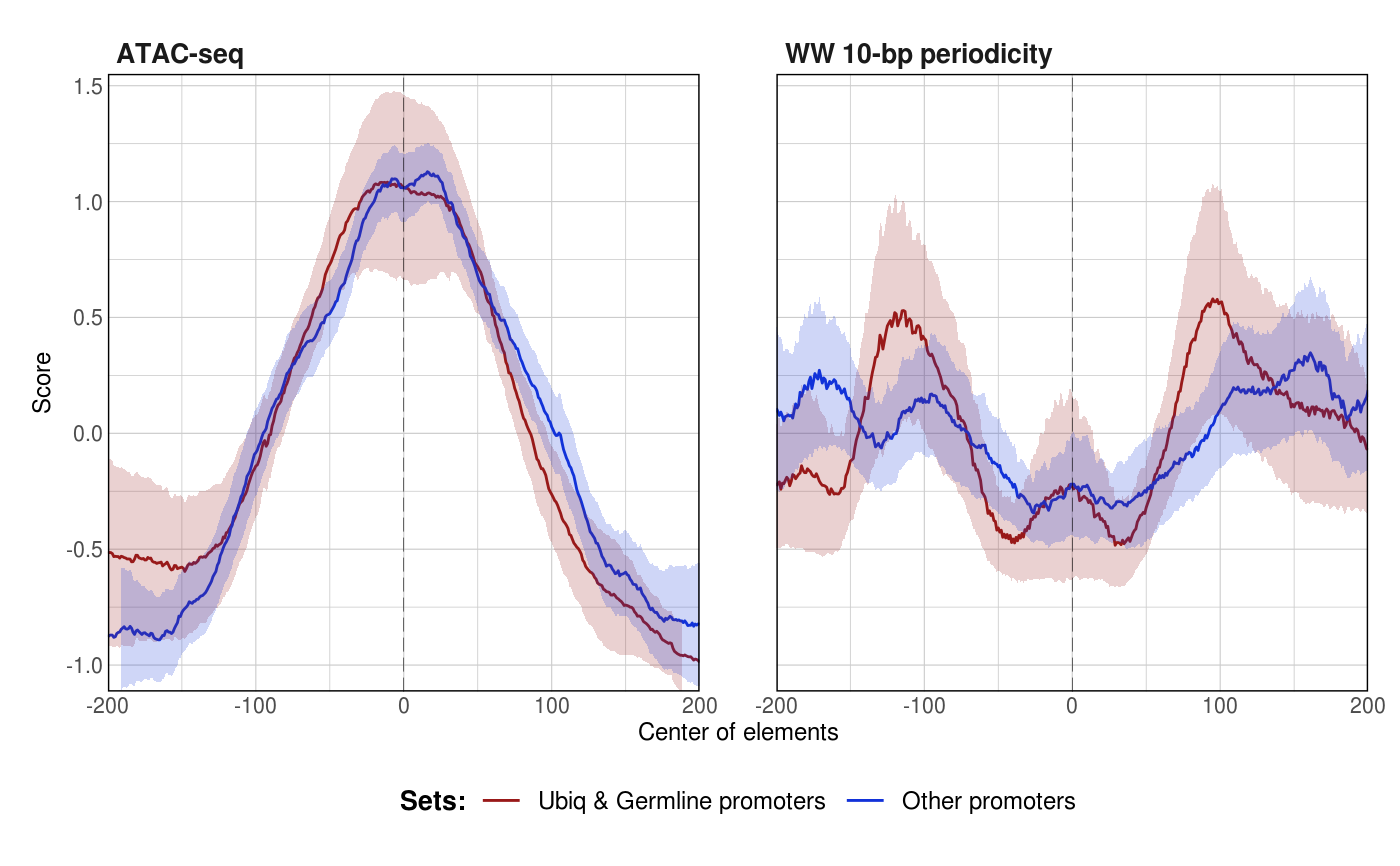 ATAC-seq
WW 10-bp periodicity
Score
1.5
1.0
0.5
0.0
-0.5
-1.0
-200 -100 0 100 200
-200 -100 0 100 200
Center of elements
Sets: Ubiq & Germline promoters Other promoters